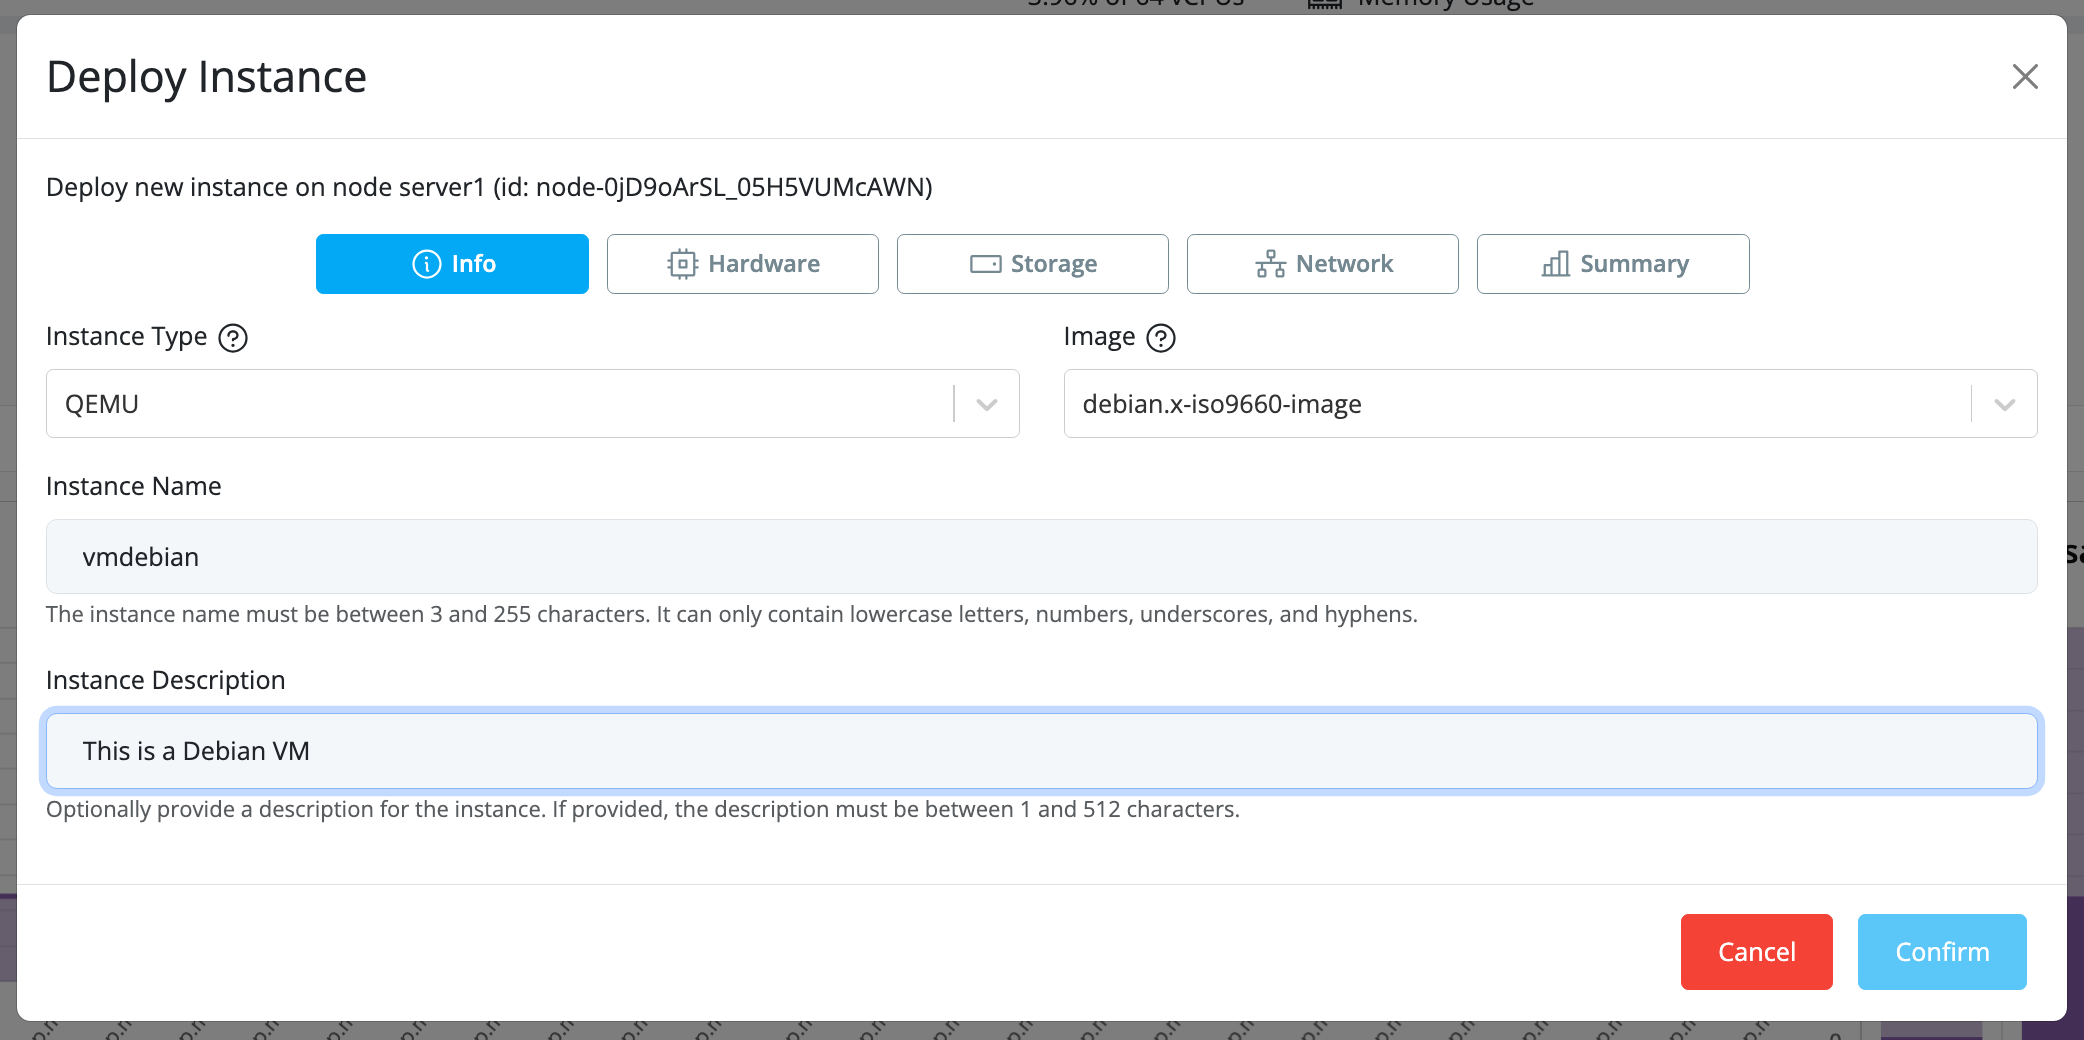 Deploy Instance
Deploy new instance on node server1 (id: node-0jD9oArSL_05H5VUMcAWN)
Info Hardware Storage Network Summary
Instance Type Image
QEMU debian.x-iso9660-image
Instance Name
vmdebian
The instance name must be between 3 and 255 characters. It can only contain lowercase letters, numbers, underscores, and hyphens.
Instance Description
This is a Debian VM
Optionally provide a description for the instance. If provided, the description must be between 1 and 512 characters.
Cancel Confirm